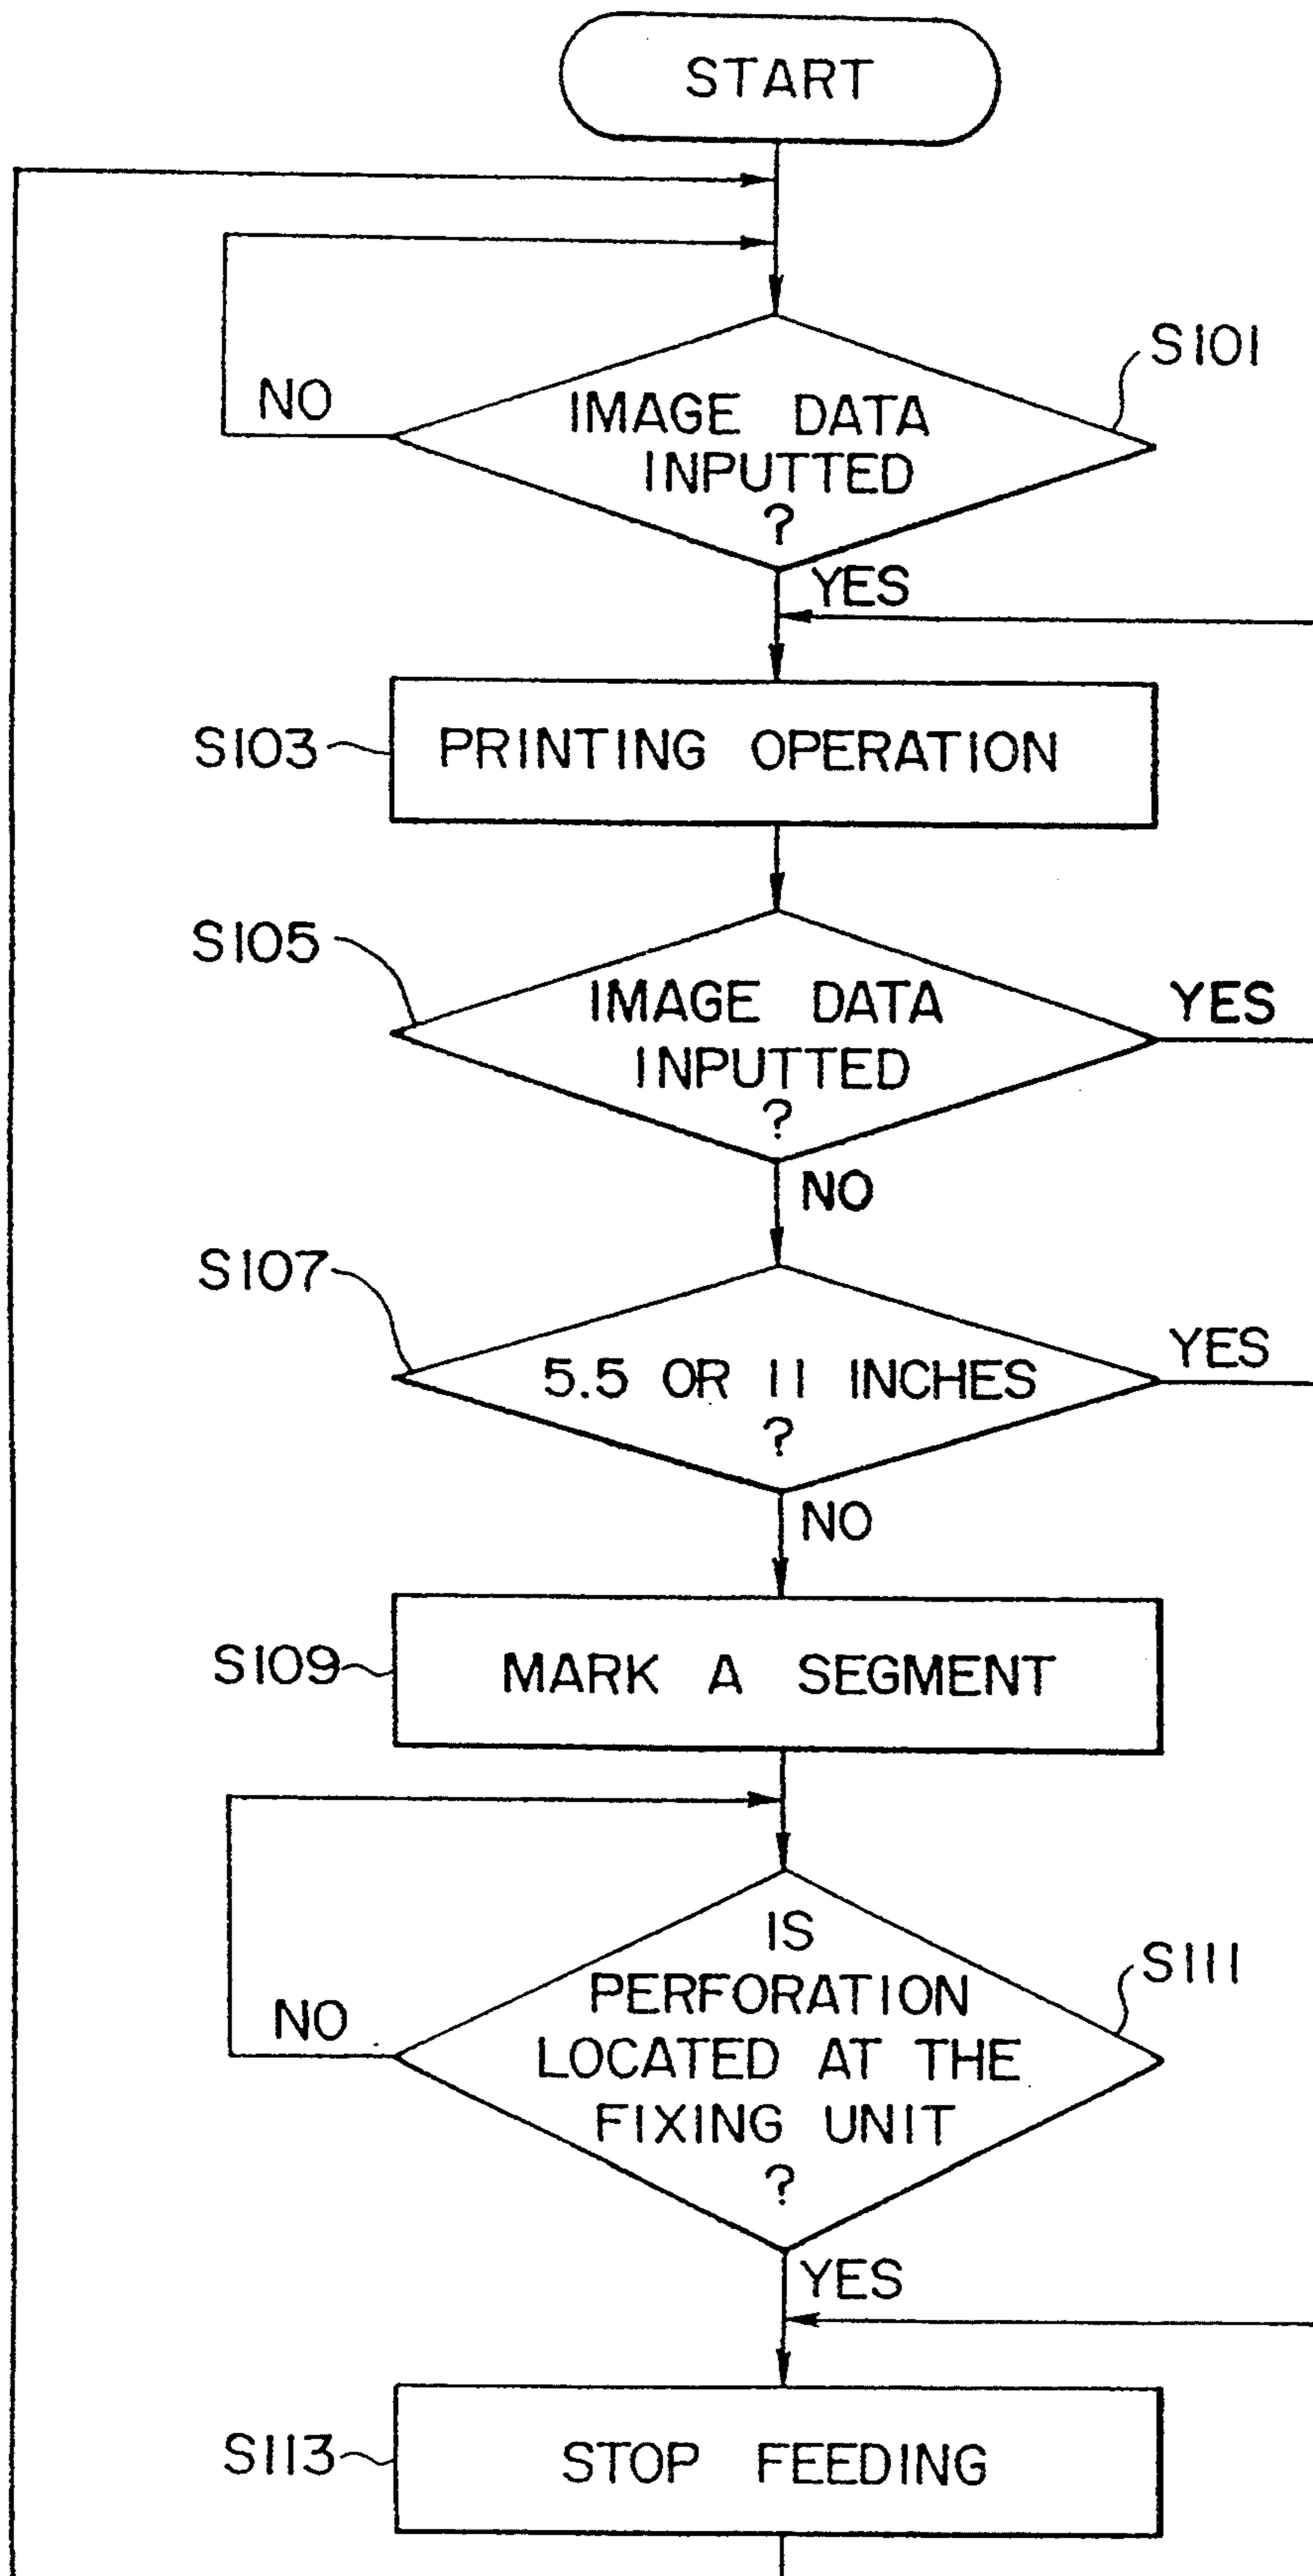 START
S101
NO
IMAGE DATA
INPUTTED
?
YES
S103
PRINTING OPERATION
S105
IMAGE DATA
INPUTTED
?
YES
NO
S107
5.5 OR 11 INCHES
?
YES
NO
S109
MARK A SEGMENT
IS
PERFORATION
LOCATED AT THE
FIXING UNIT
?
S111
NO
YES
S113
STOP FEEDING